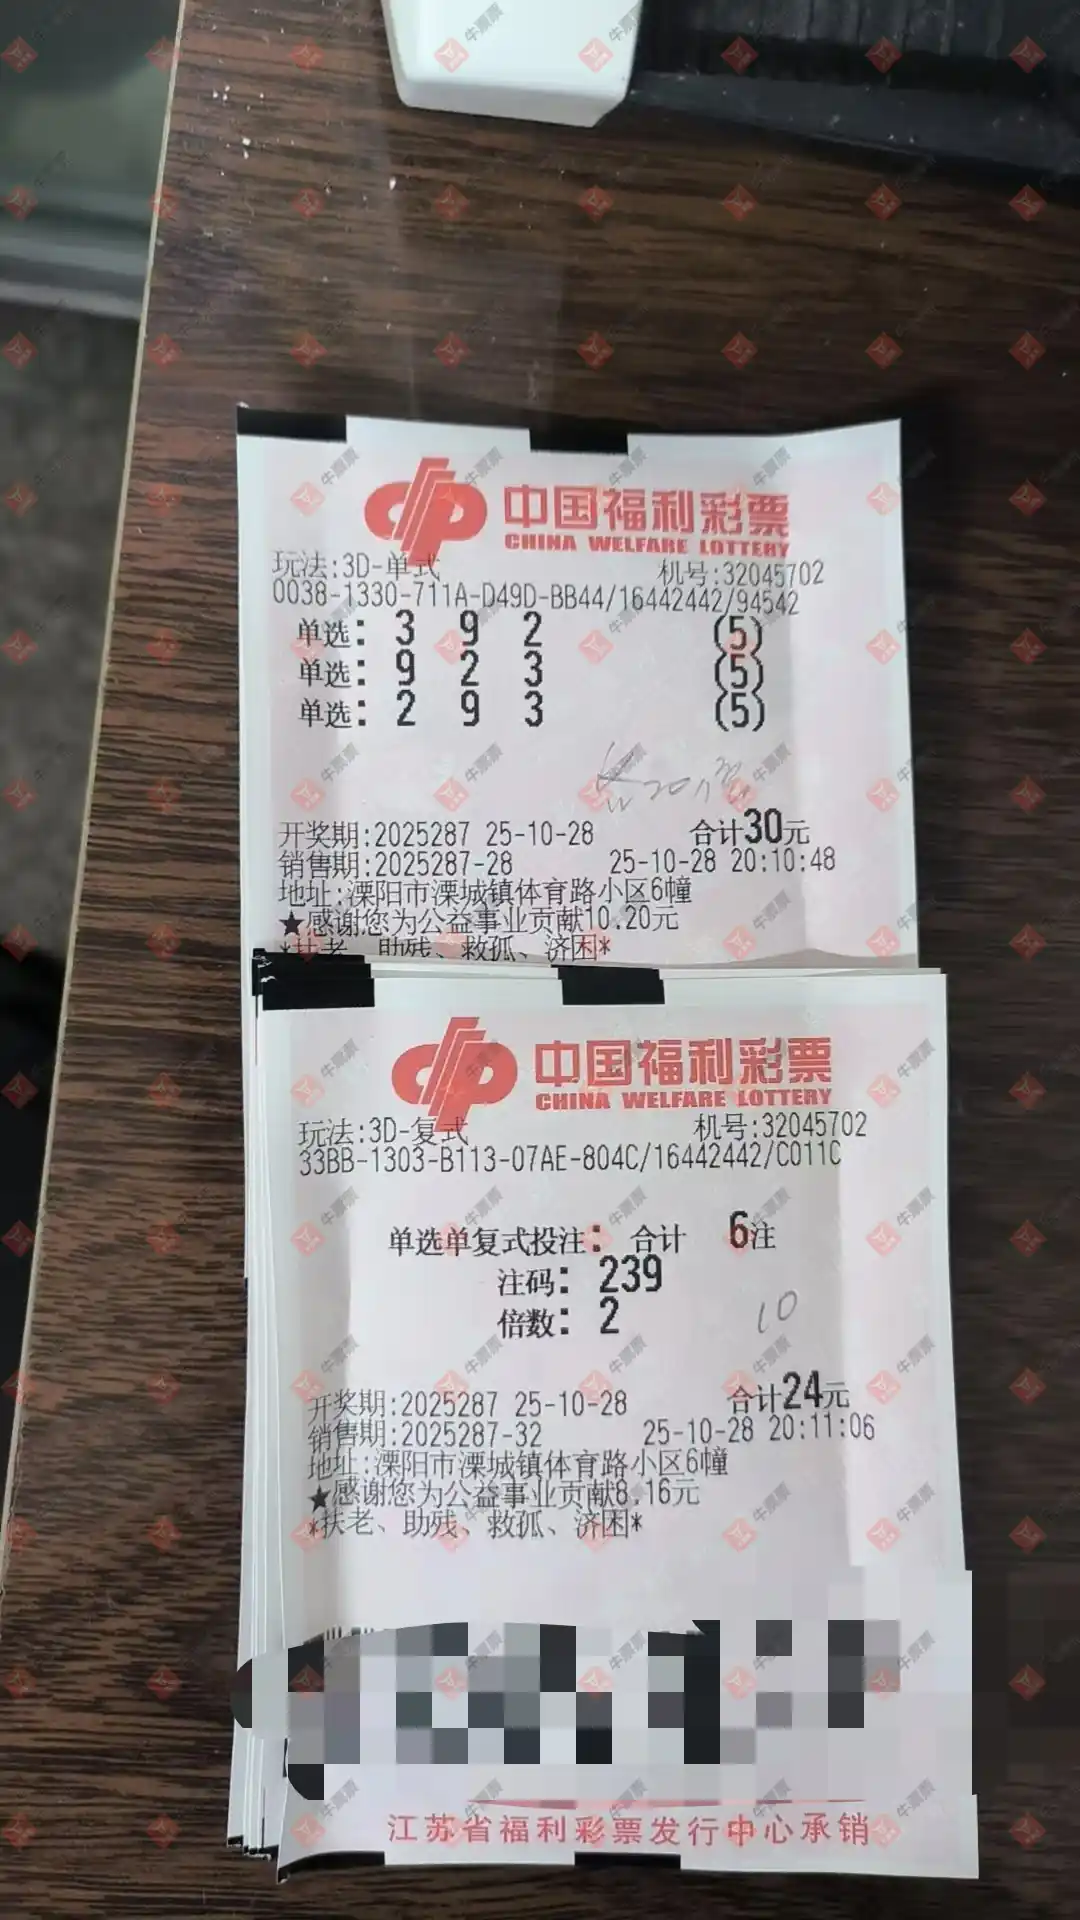 中国福利彩票
CHINA WELFARE LOTTERY
玩法:3D-单式 机号:32045702
0038-1330-711A-D49D-BB44/16442442/94542
单选: 3 9 2 (5)
单选: 9 2 3 (5)
单选: 2 9 3 (5)
开奖期:2025287 25-10-28 合计30元
销售期:2025287-28 25-10-28 20:10:48
地址:溧阳市溧城镇体育路小区6幢
★感谢您为公益事业贡献10.20元
*扶老、助残、救孤、济困*
中国福利彩票
CHINA WELFARE LOTTERY
玩法:3D-复式 机号:32045702
33BB-1303-B113-07AE-804C/16442442/C011C
单选单复式投注: 合计 6注
注码: 239
倍数: 2
10
开奖期:2025287 25-10-28 合计24元
销售期:2025287-32 25-10-28 20:11:06
地址:溧阳市溧城镇体育路小区6幢
★感谢您为公益事业贡献8.16元
*扶老、助残、救孤、济困*
江苏省福利彩票发行中心承销